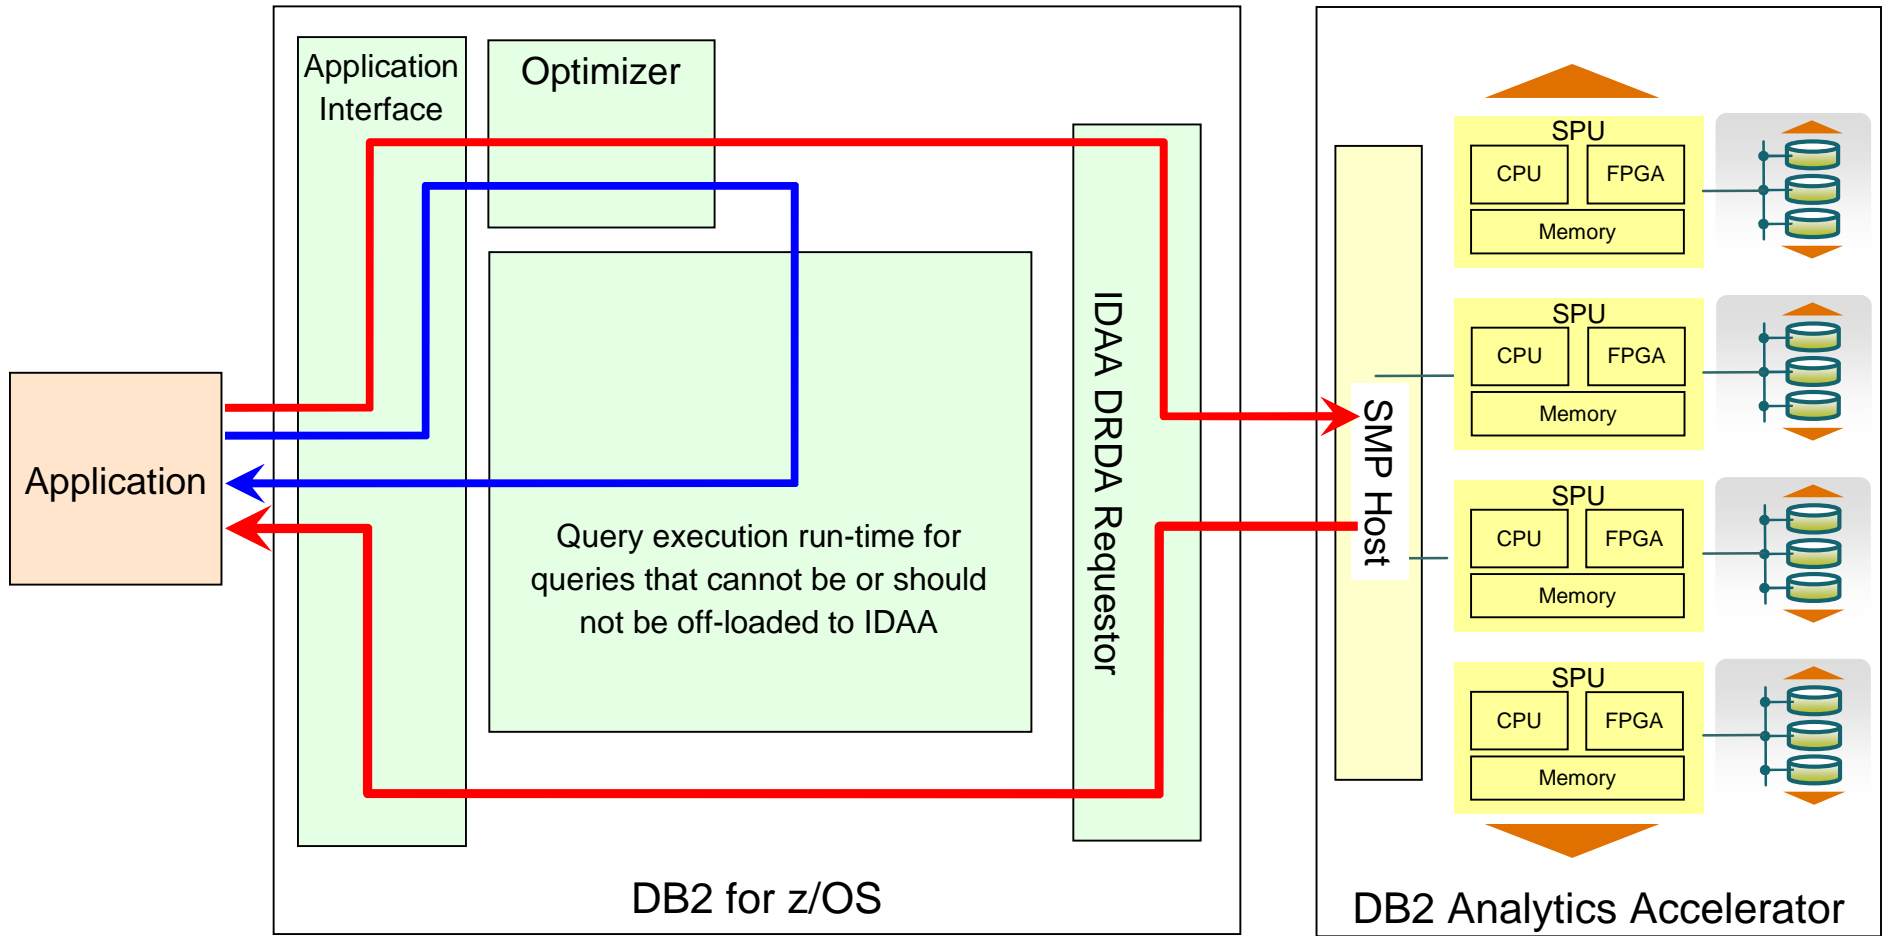 Application
Application
Interface
Optimizer
Query execution run-time for
queries that cannot be or should
not be off-loaded to IDAA
IDAA DRDA Requestor
DB2 for z/OS
SMP Host
SPU
CPU
FPGA
Memory
SPU
CPU
FPGA
Memory
SPU
CPU
FPGA
Memory
SPU
CPU
FPGA
Memory
DB2 Analytics Accelerator